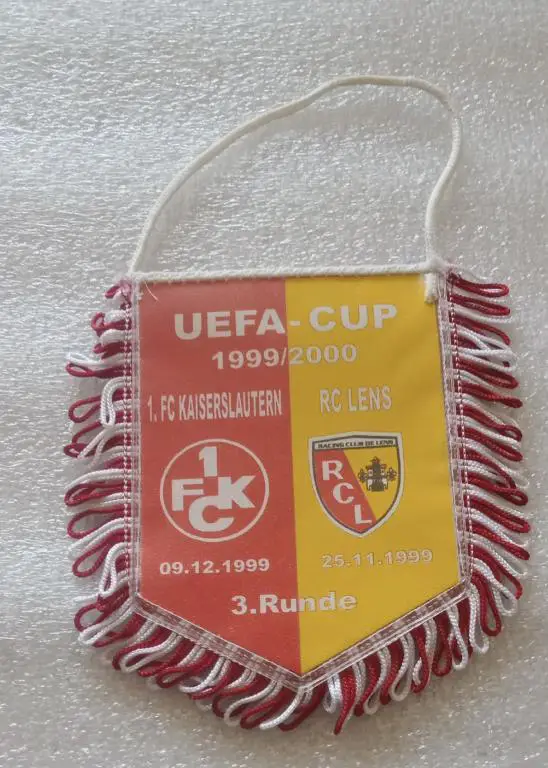 UEFA-CUP
1999/2000
1. FC KAISERSLAUTERN
RC LENS
1
FCK
RACING CLUB DE LENS
RCL
09.12.1999
25.11.1999
3.Runde